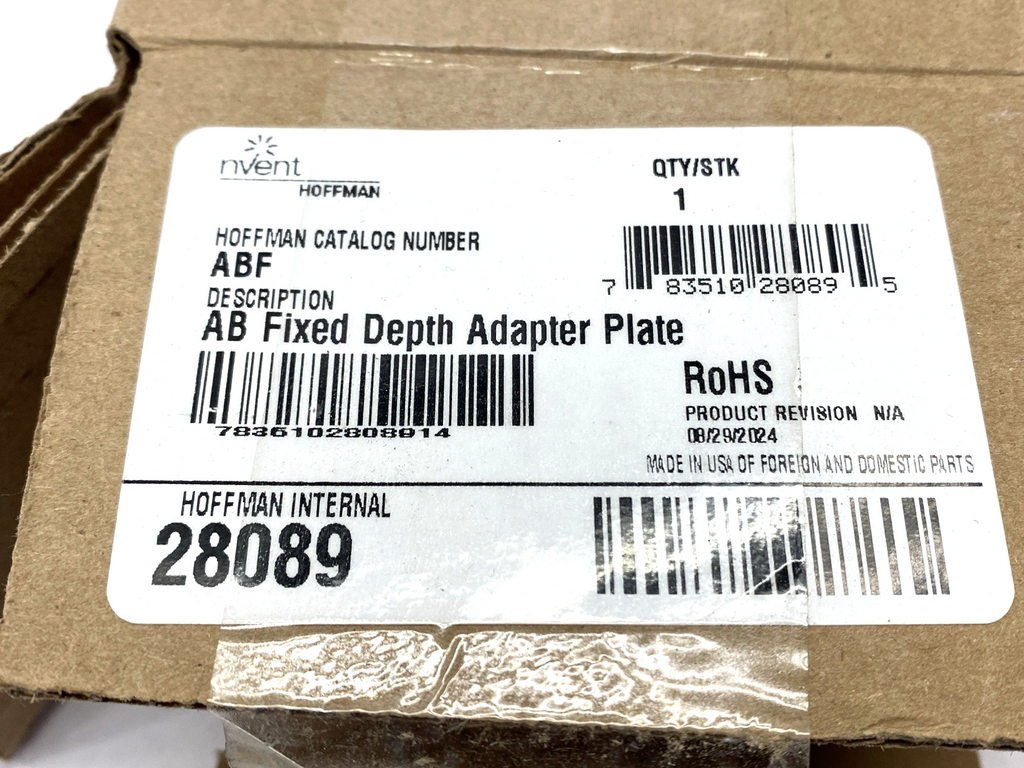 nvent
HOFFMAN
QTY/STK
1
HOFFMAN CATALOG NUMBER
ABF
7 83510 28089 5
DESCRIPTION
AB Fixed Depth Adapter Plate
7836102808914
RoHS
PRODUCT REVISION N/A
08/29/2024
MADE IN USA OF FOREIGN AND DOMESTIC PARTS
HOFFMAN INTERNAL
28089